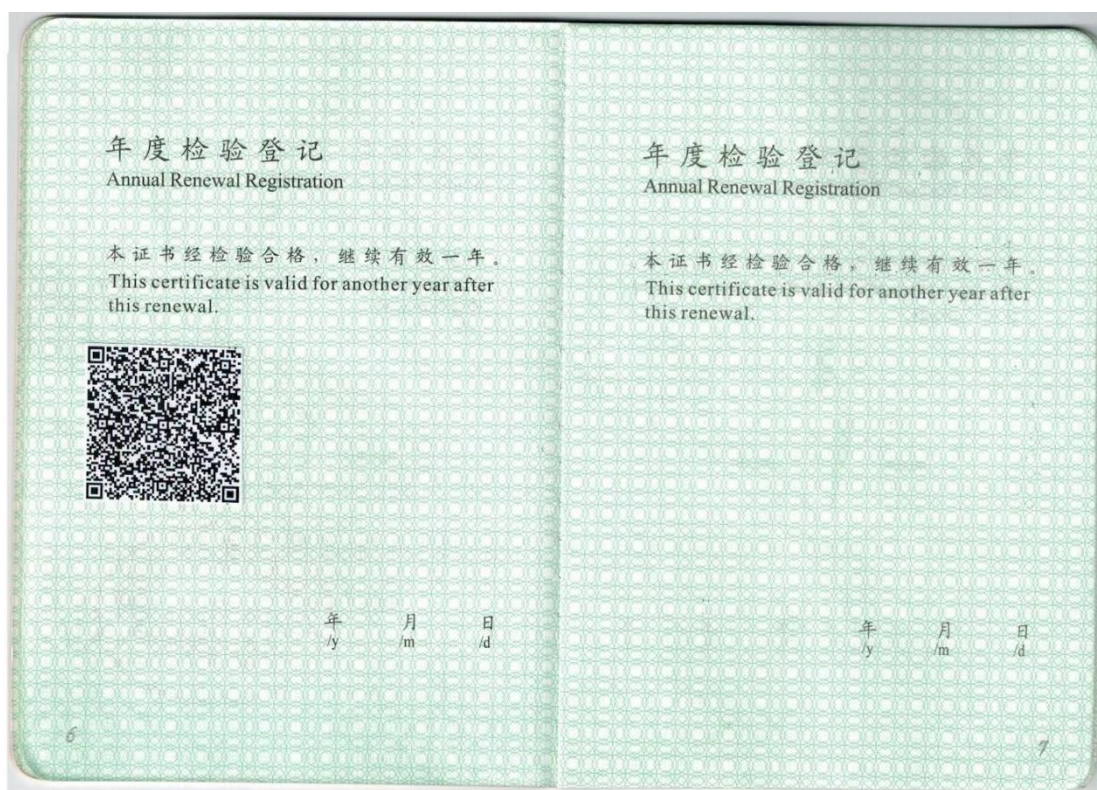 年度检验登记
Annual Renewal Registration
本证书经检验合格，继续有效一年。
This certificate is valid for another year after
this renewal.
年 月 日
/y /m /d
6
年度检验登记
Annual Renewal Registration
本证书经检验合格，继续有效一年。
This certificate is valid for another year after
this renewal.
年 月 日
/y /m /d
7